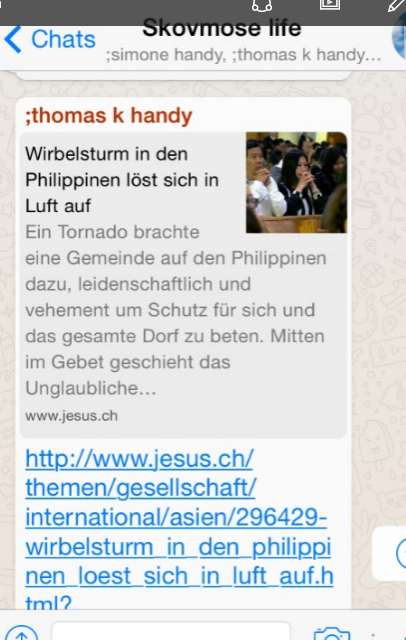 Skovmose life
Chats
;simone handy, ;thomas k handy...
;thomas k handy
Wirbelsturm in den
Philippinen löst sich in
Luft auf
Ein Tornado brachte
eine Gemeinde auf den Philippinen
dazu, leidenschaftlich und
vehement um Schutz für sich und
das gesamte Dorf zu beten. Mitten
im Gebet geschieht das
Unglaubliche...
www.jesus.ch
http://www.jesus.ch/
themen/gesellschaft/
international/asien/296429-
wirbelsturm_in_den_philippi
nen_loest_sich_in_luft_auf.h
tml?